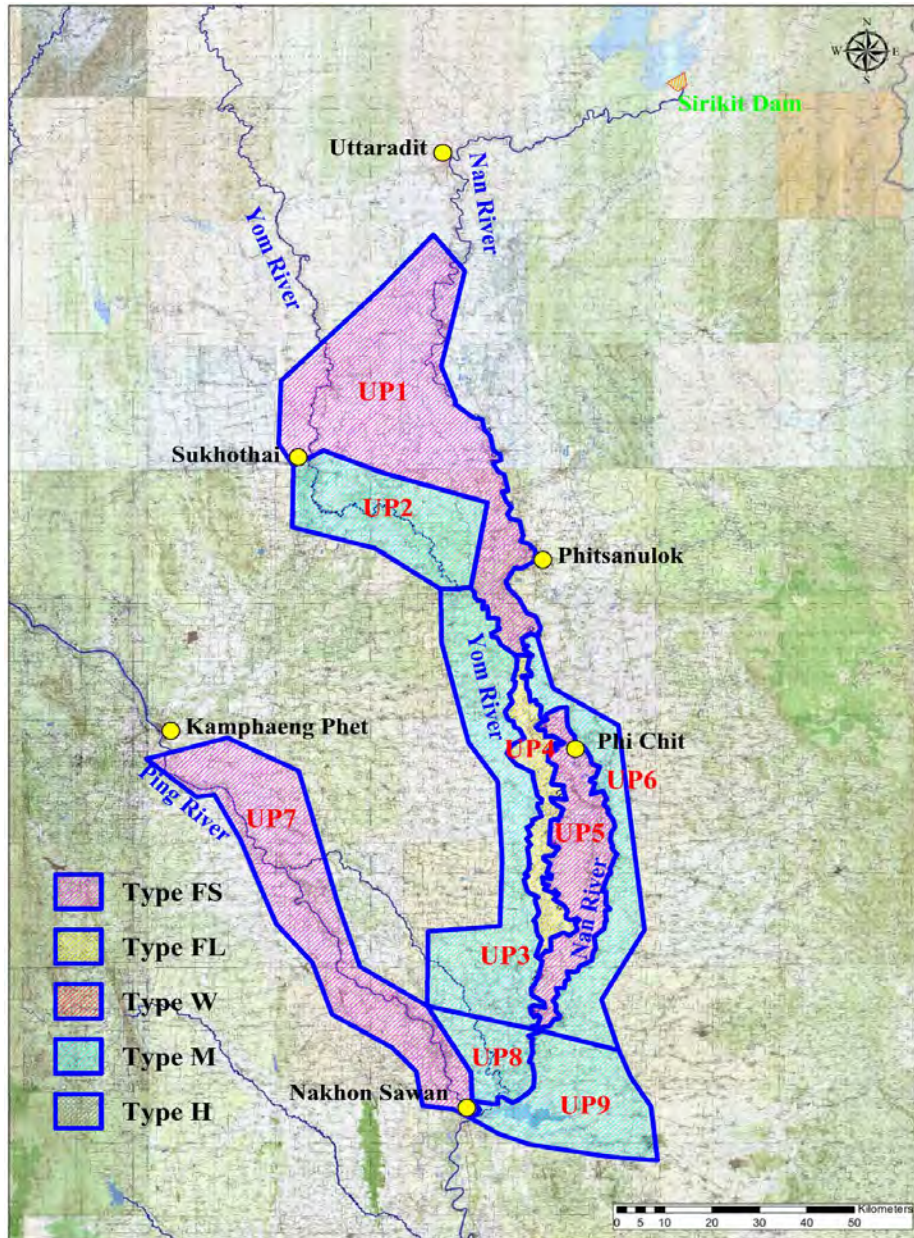 N
W E
S
Sirikit Dam
Uttaradit
Nan River
Yom River
UP1
Sukhothai
UP2
Phitsanulok
Yom River
Kamphaeng Phet
UP4
Phi Chit
UP6
Ping River
UP7
UP5
Type FS
Nan River
Type FL
UP3
Type W
Type M
UP8
Nakhon Sawan
UP9
Type H
Kilometers
0 5 10 20 30 40 50